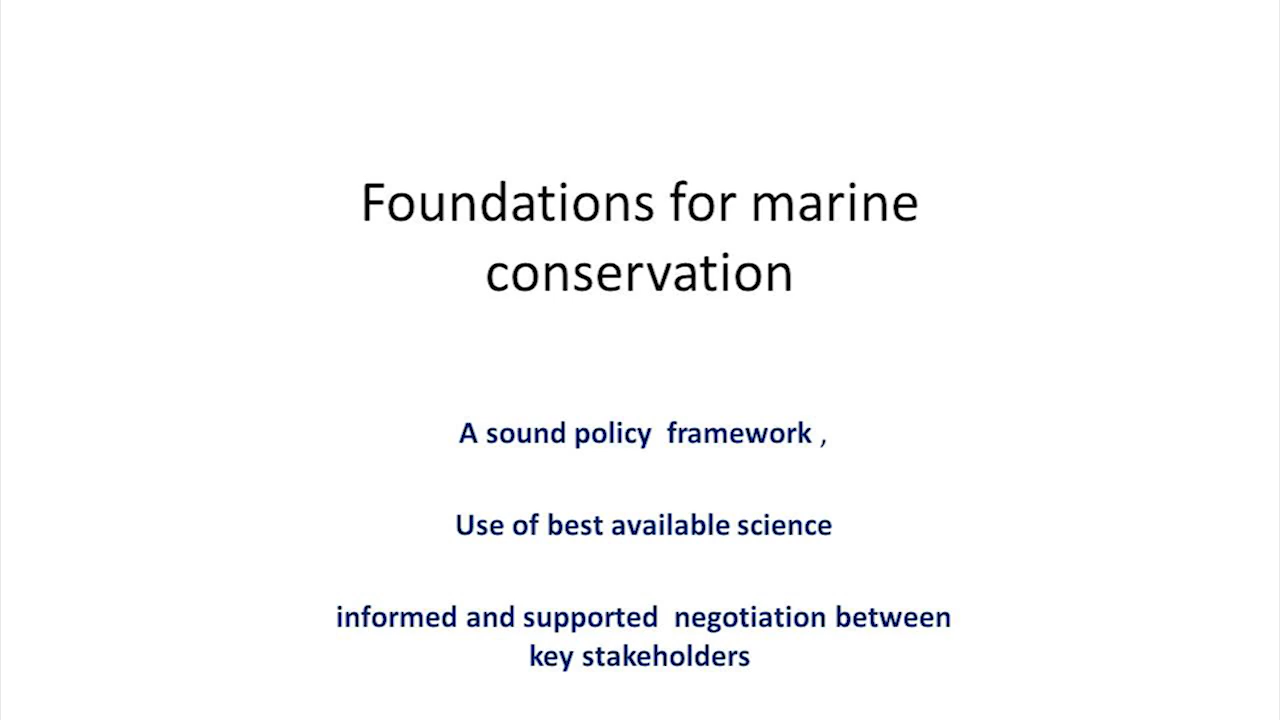 Foundations for marine
conservation
A sound policy  framework ,
Use of best available science
informed and supported  negotiation between
key stakeholders